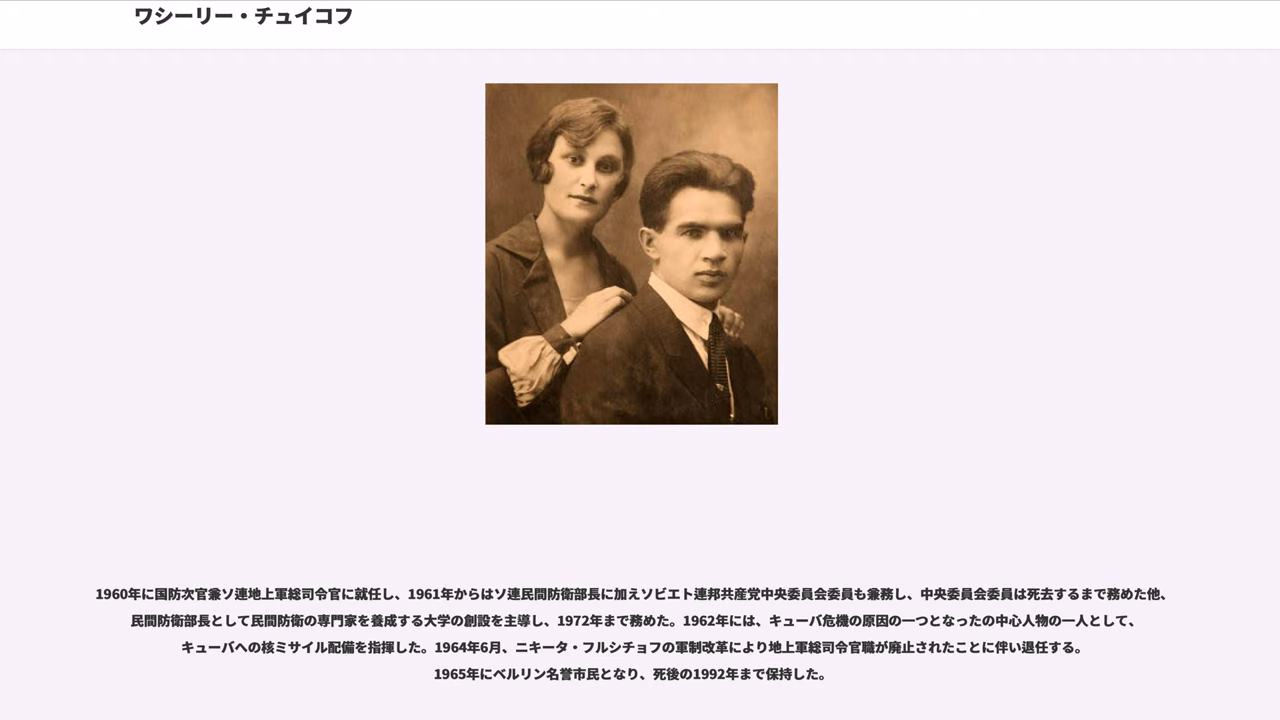 ワシーリー・チュイコフ
1960年に国防次官兼ソ連地上軍総司令官に就任し、1961年からはソ連民間防衛部長に加えソビエト連邦共産党中央委員会委員も兼務し、中央委員会委員は死去するまで務めた他、
民間防衛部長として民間防衛の専門家を養成する大学の創設を主導し、1972年まで務めた。1962年には、キューバ危機の原因の一つとなったの中心人物の一人として、
キューバへの核ミサイル配備を指揮した。1964年6月、ニキータ・フルシチョフの軍制改革により地上軍総司令官職が廃止されたことに伴い退任する。
1965年にベルリン名誉市民となり、死後の1992年まで保持した。